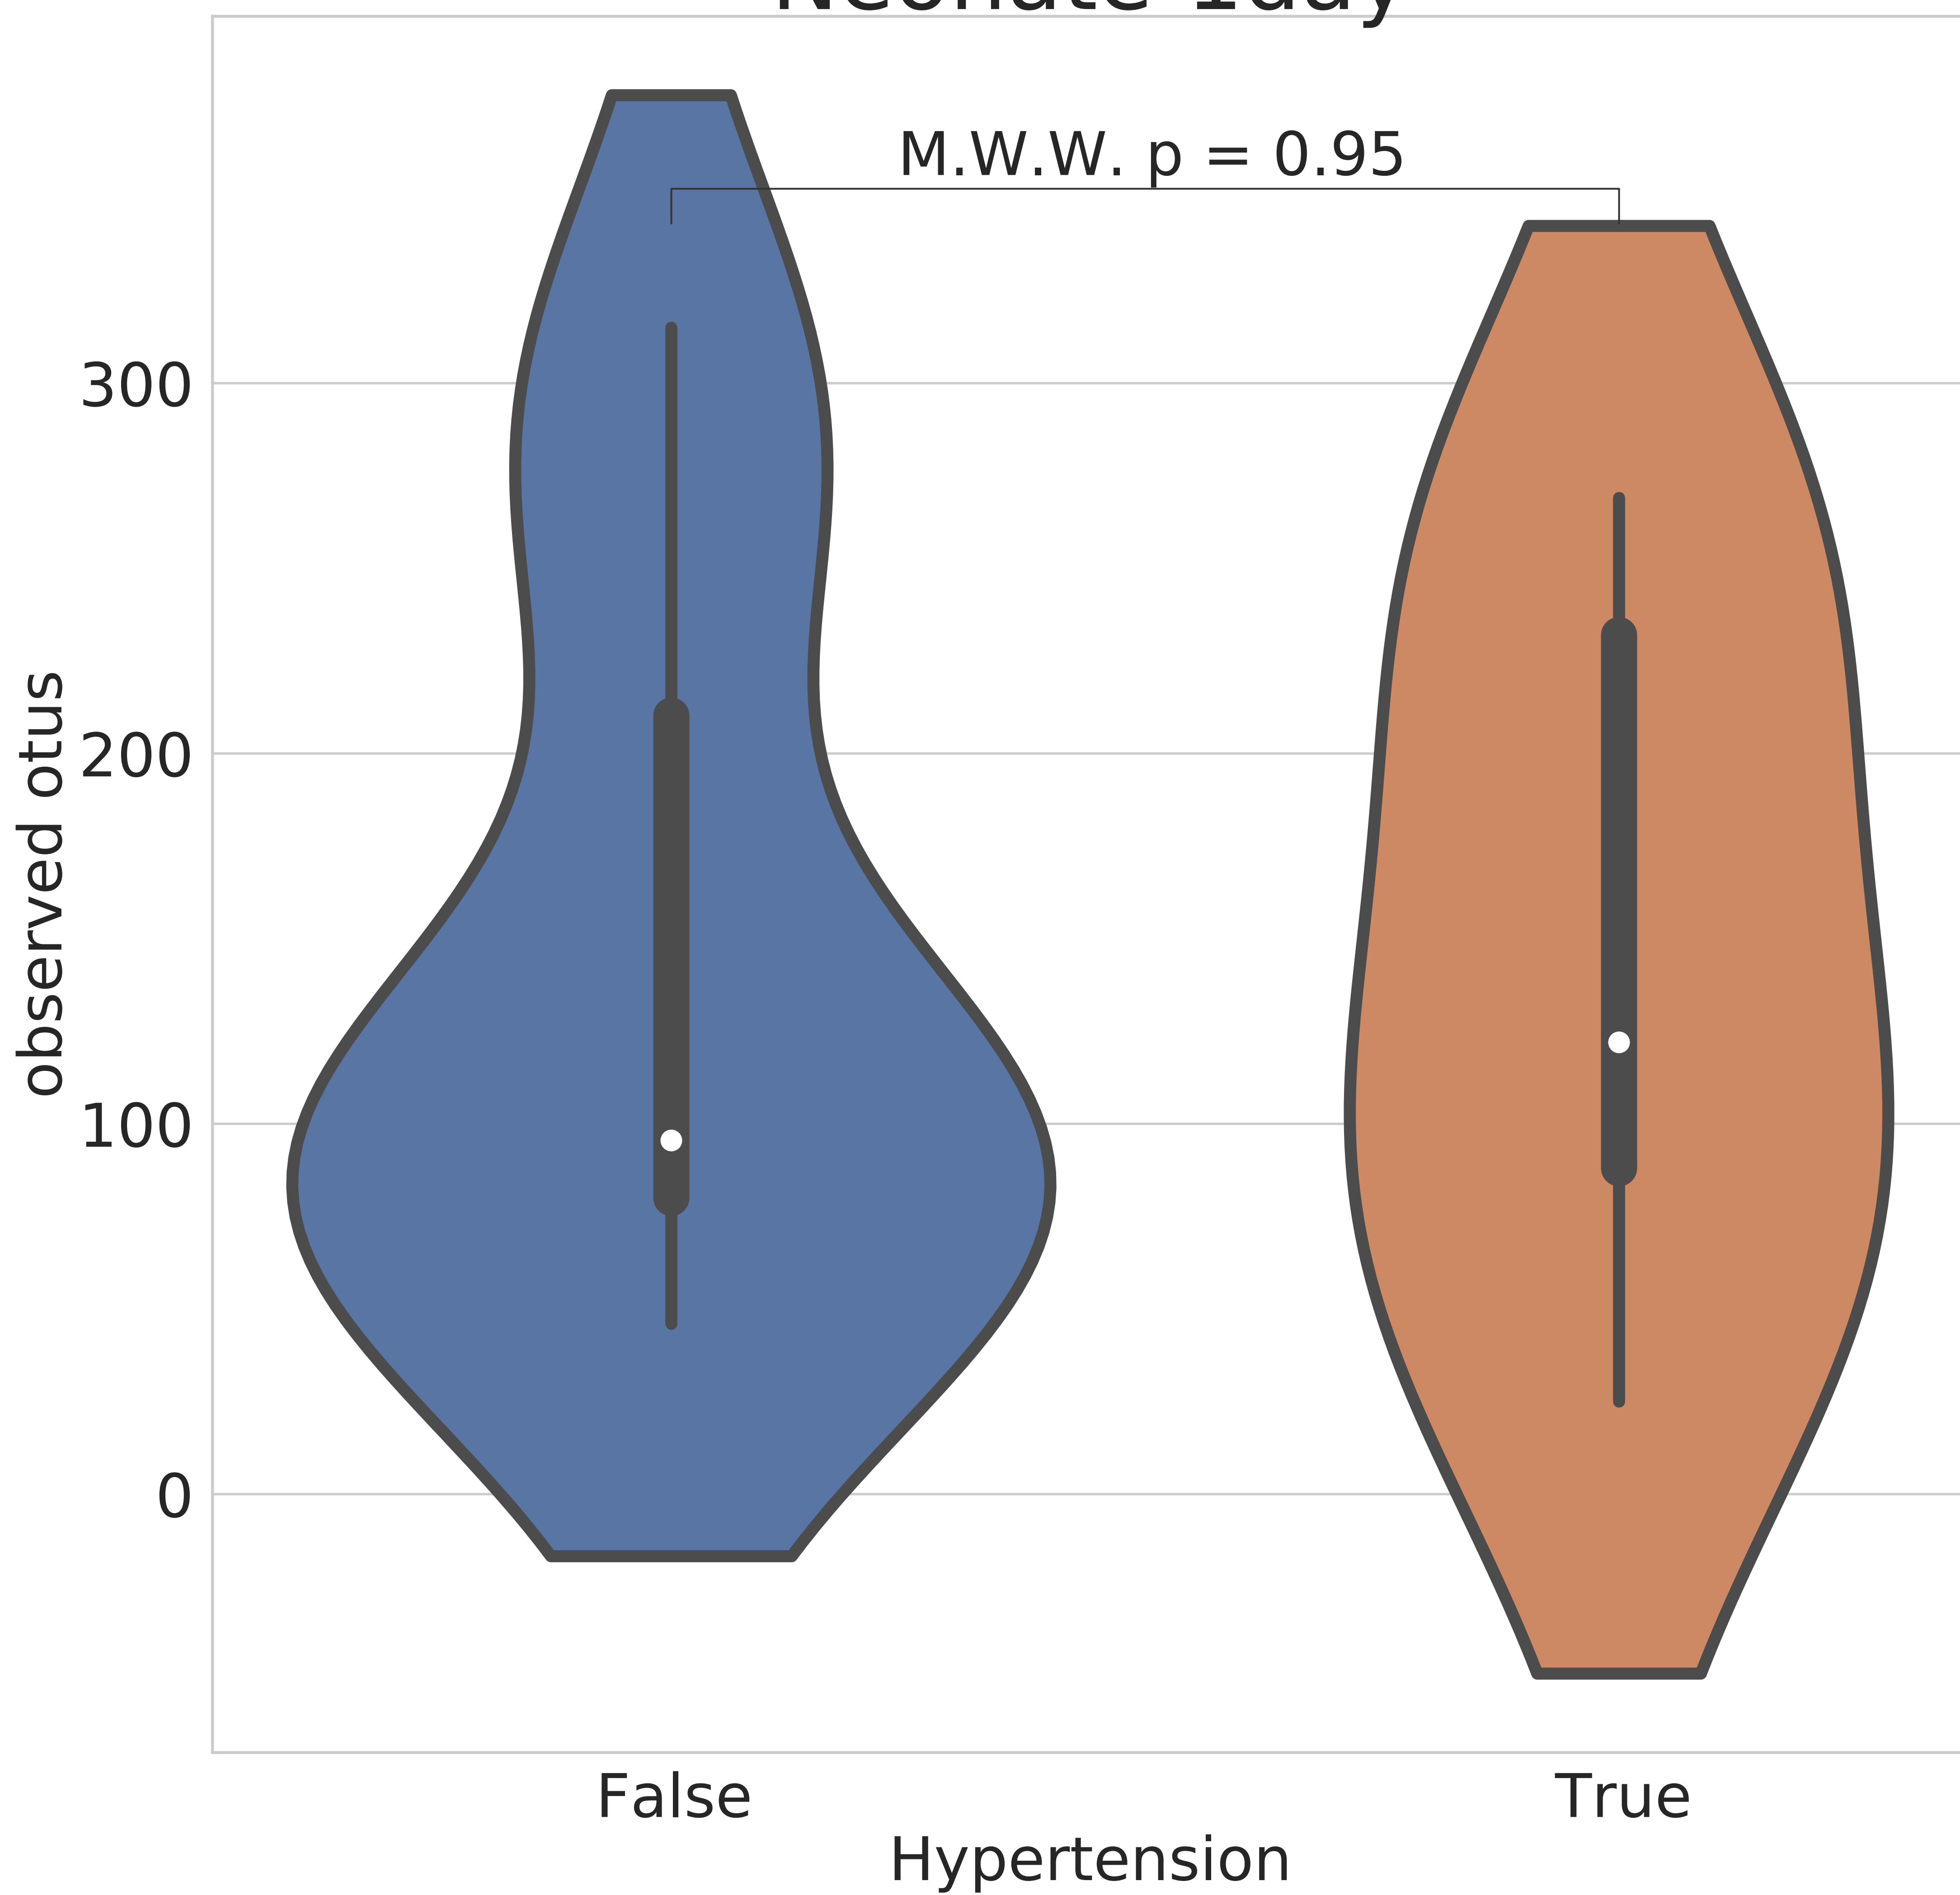 M.W.W. p = 0.95
300
200
100
0
observed otus
False
True
Hypertension